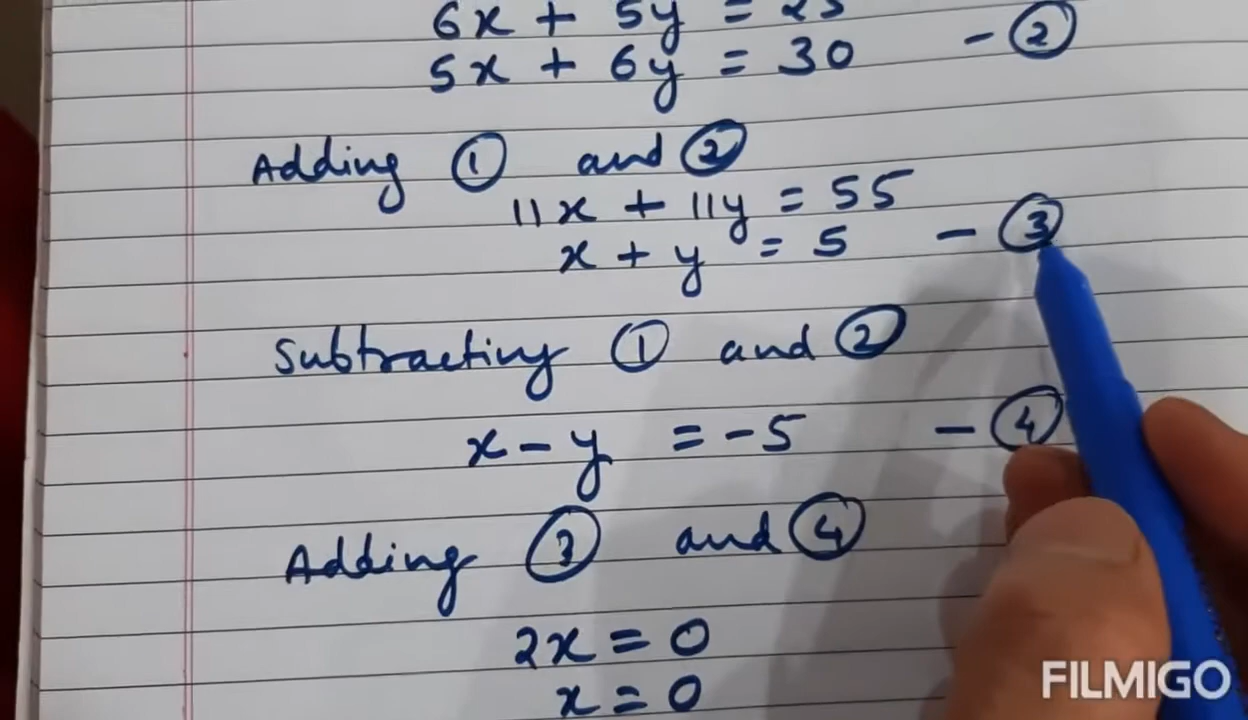 6x + 5y = 25
5x + 6y = 30 - ②
Adding ① and ②
11x + 11y = 55
x + y = 5 - ③
Subtracting ① and ②
x - y = -5 - ④
Adding ③ and ④
2x = 0
x = 0
FILMIGO